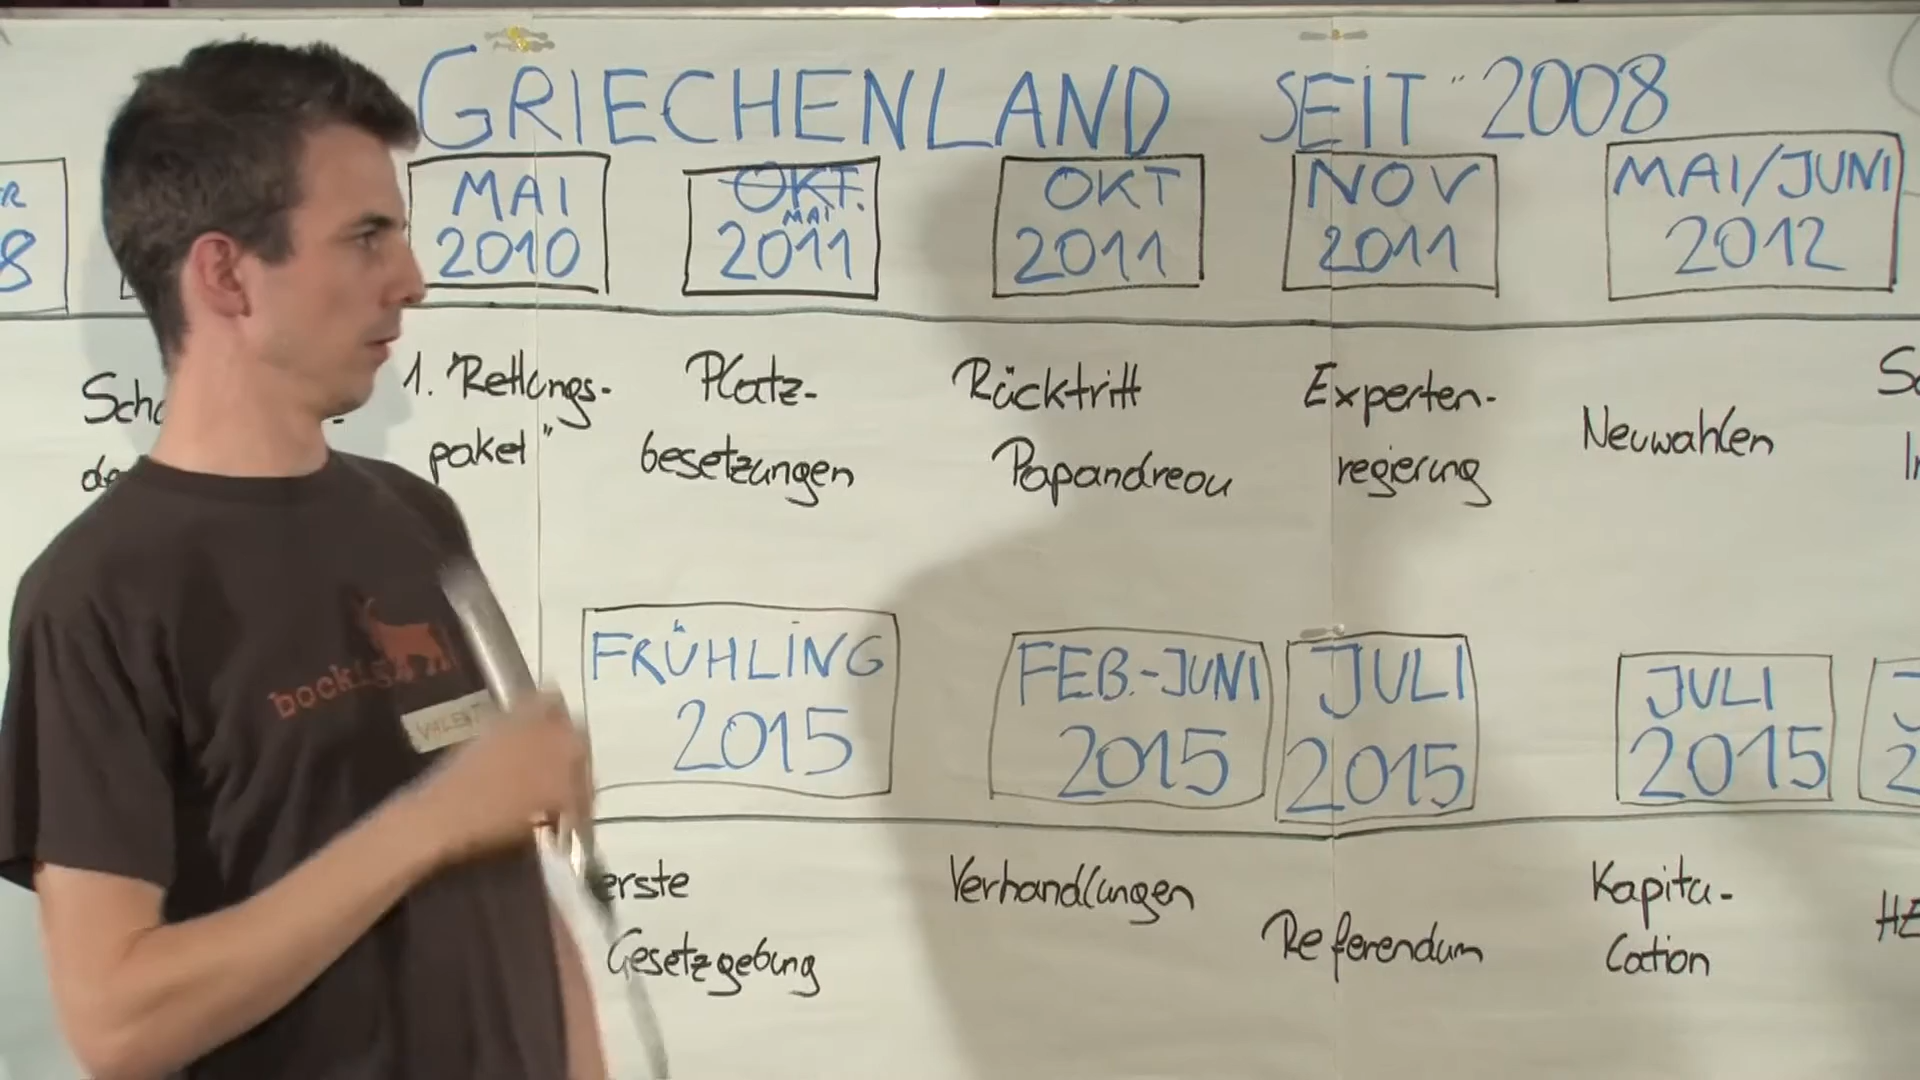 GRIECHENLAND SEIT 2008
R
8
MAI
2010
OKT.
MAI
2011
OKT
2011
NOV
2011
MAI/JUNI
2012
1. "Rettungs-
paket"
Platz-
besetzungen
Rücktritt
Papandreou
Experten-
regierung
Neuwahlen
FRÜHLING
2015
FEB.-JUNI
2015
JULI
2015
JULI
2015
erste
Gesetzgebung
Verhandlungen
Referendum
Kapitu-
lation